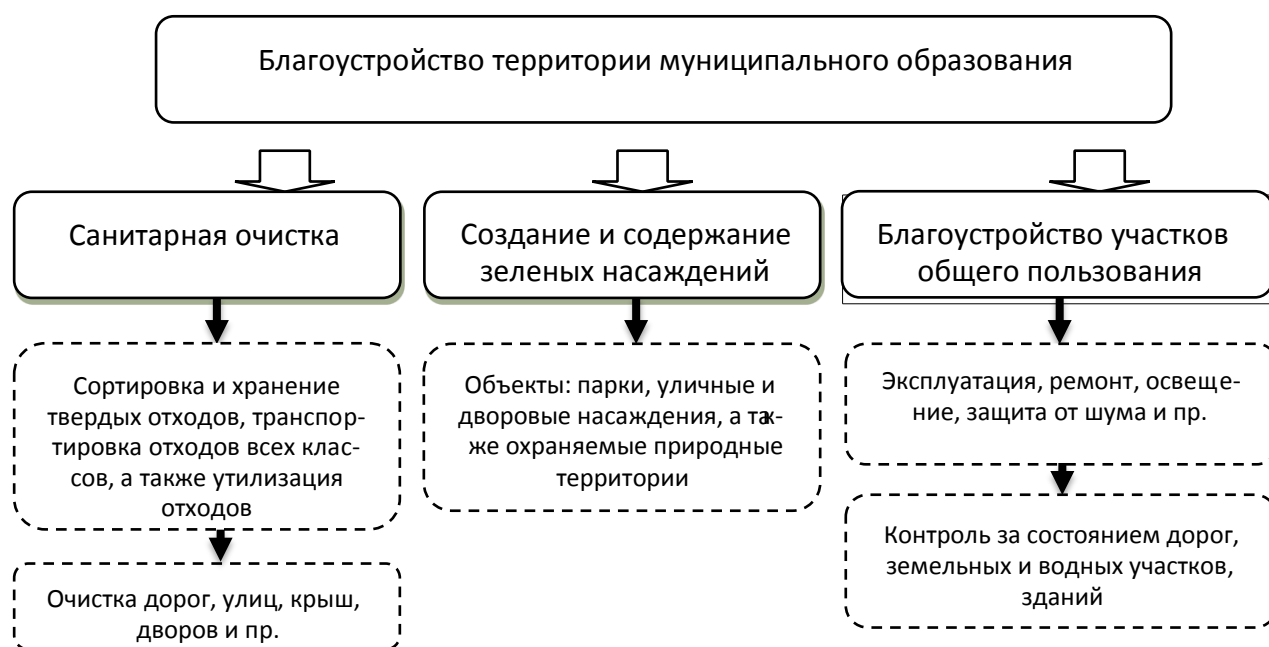 Благоустройство территории муниципального образования
Санитарная очистка
Создание и содержание
зеленых насаждений
Благоустройство участков
общего пользования
Сортировка и хранение
твердых отходов, транспор-
тировка отходов всех клас-
сов, а также утилизация
отходов
Объекты: парки, уличные и
дворовые насаждения, а так-
же охраняемые природные
территории
Эксплуатация, ремонт, освеще-
ние, защита от шума и пр.
Очистка дорог, улиц, крыш,
дворов и пр.
Контроль за состоянием дорог,
земельных и водных участков,
зданий